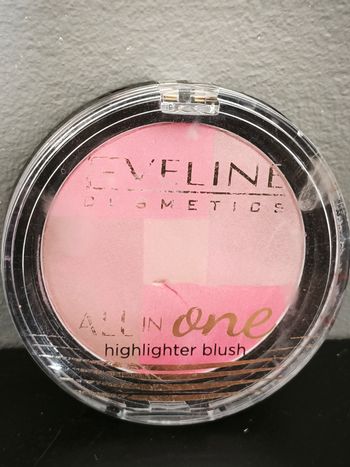 EVELINE
COSMETICS
ALL IN one
highlighter blush